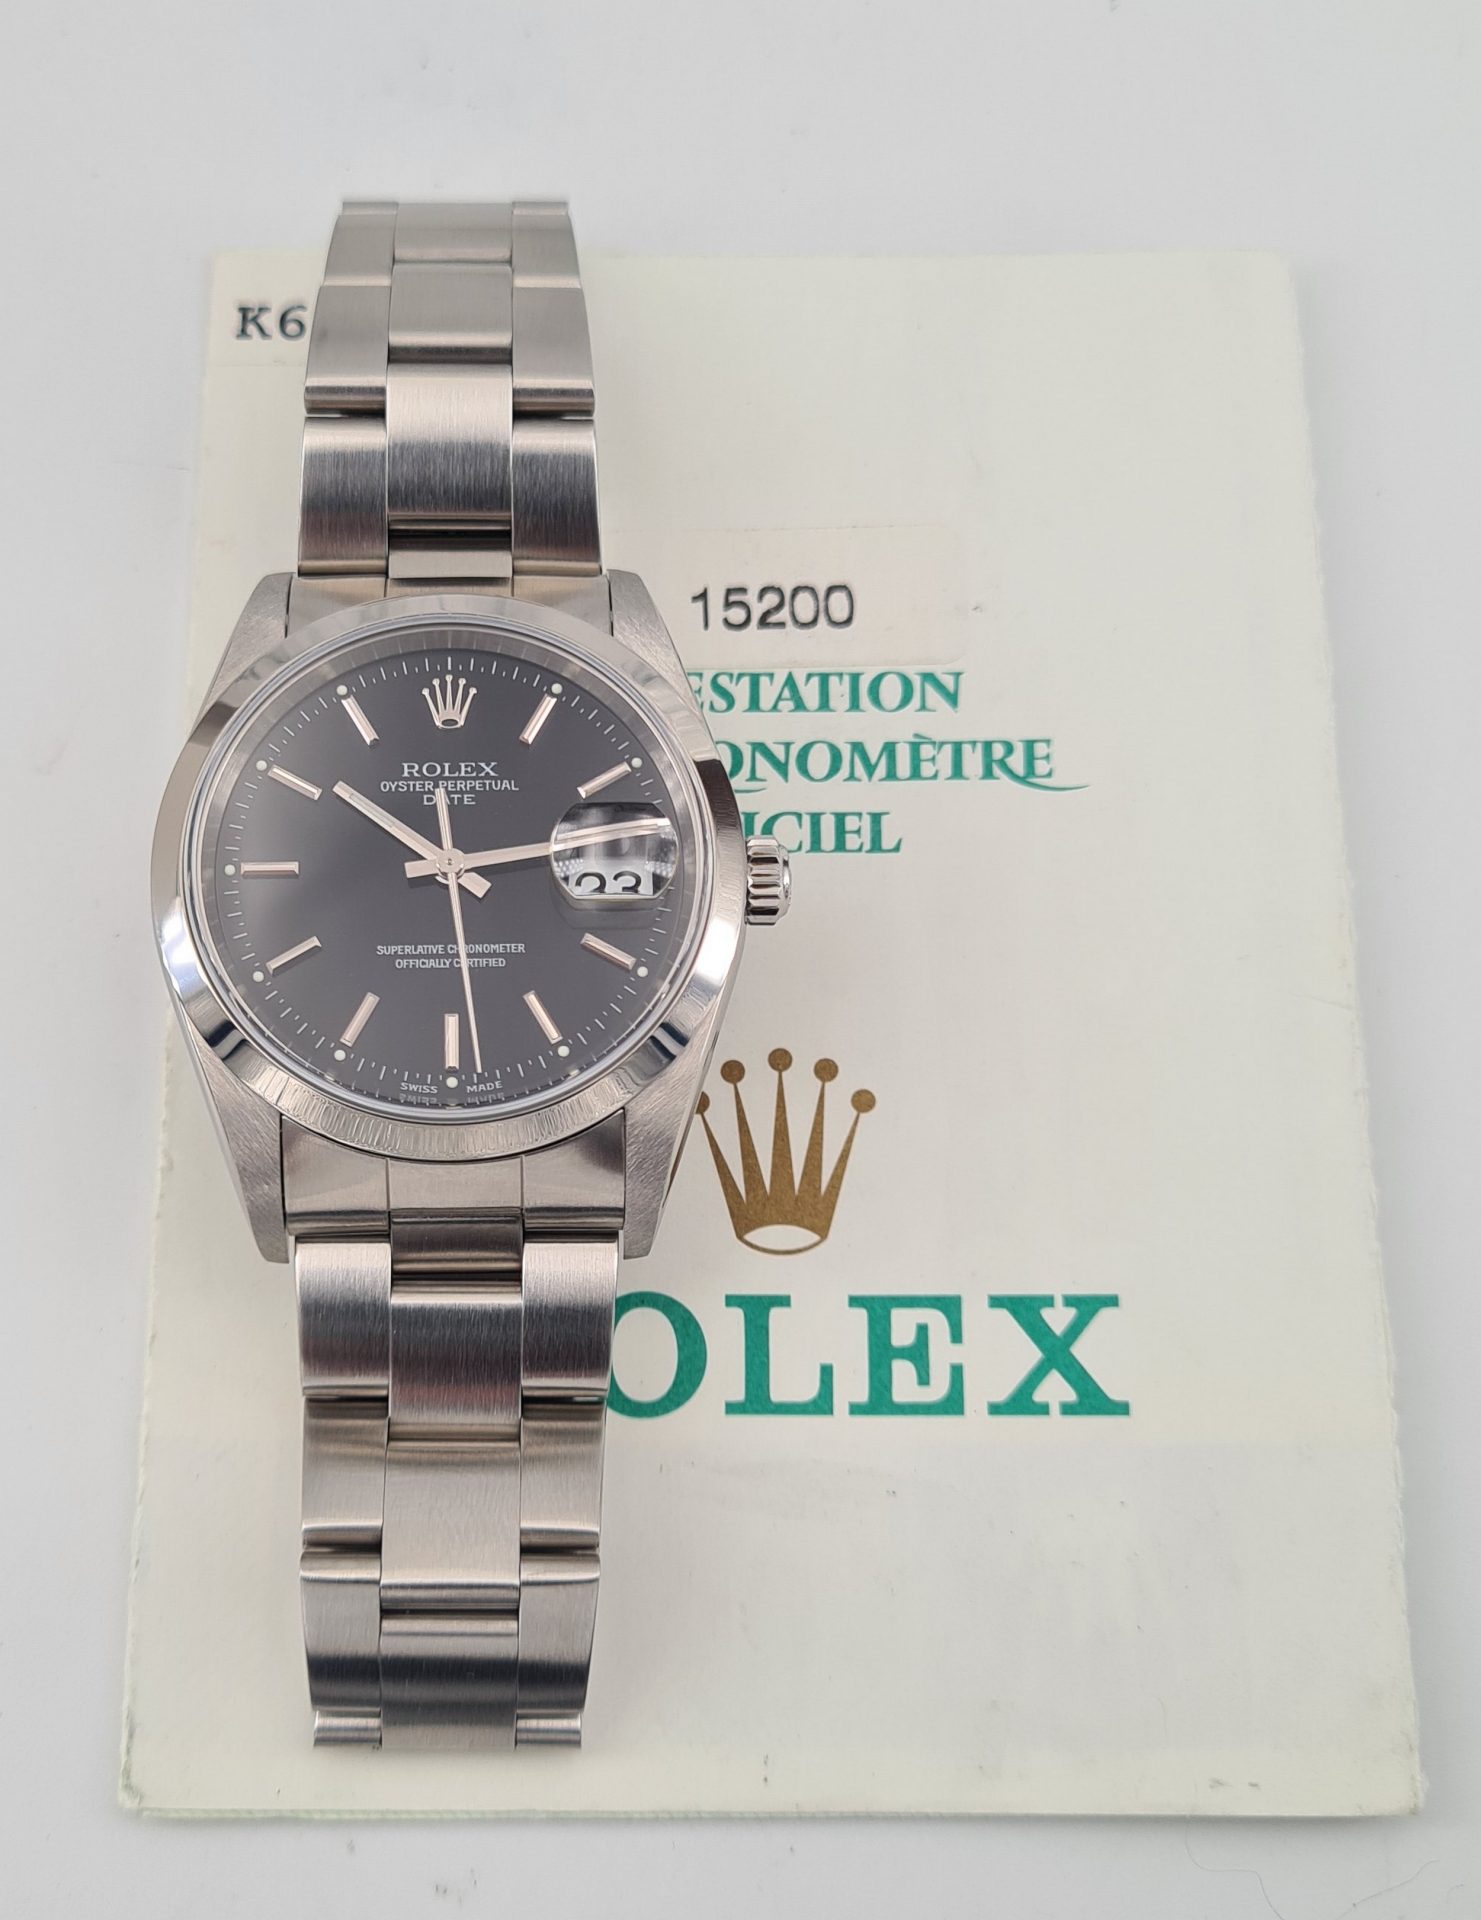 K6
15200
ESTATION
ONOMÈTRE
ICIEL
ROLEX
OYSTER PERPETUAL
DATE
23
SUPERLATIVE CHRONOMETER
OFFICIALLY CERTIFIED
SWISS MADE
OLEX